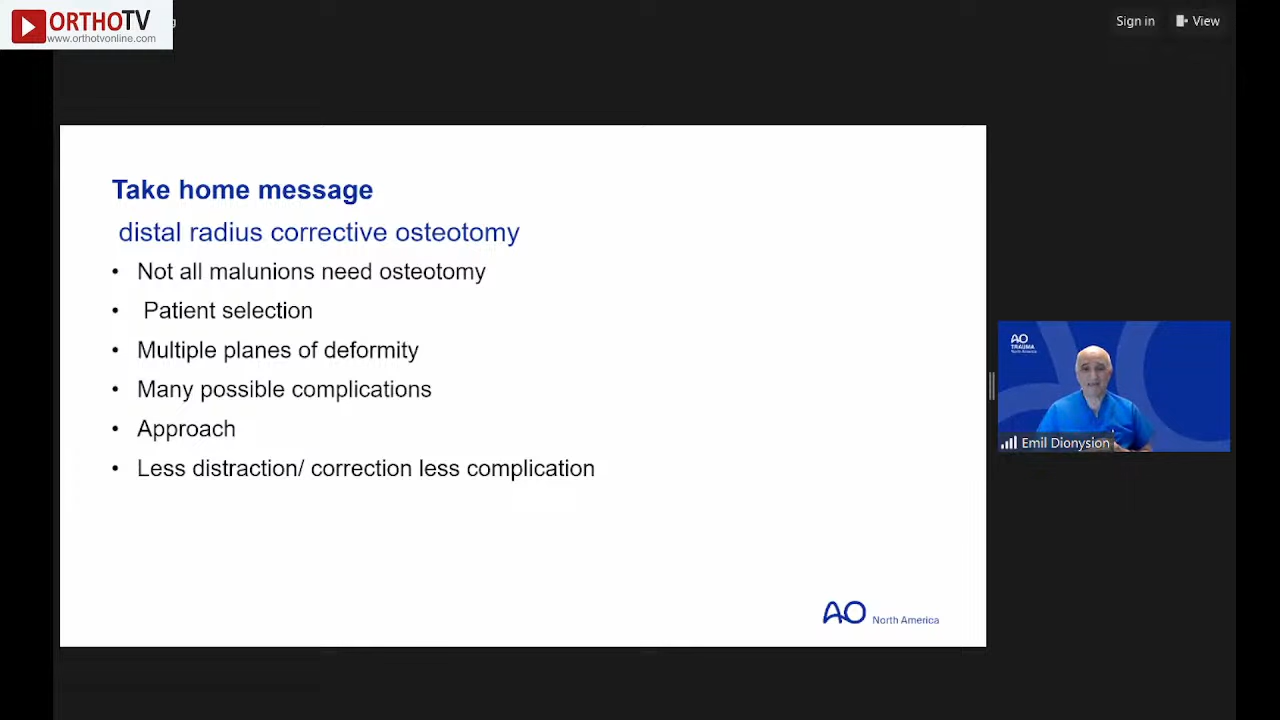 ORTHOTV
www.orthotvonline.com
g
Sign in
View
Take home message
distal radius corrective osteotomy
• Not all malunions need osteotomy
• Patient selection
• Multiple planes of deformity
• Many possible complications
• Approach
• Less distraction/ correction less complication
AO
TRAUMA
North America
Emil Dionysion
AO North America